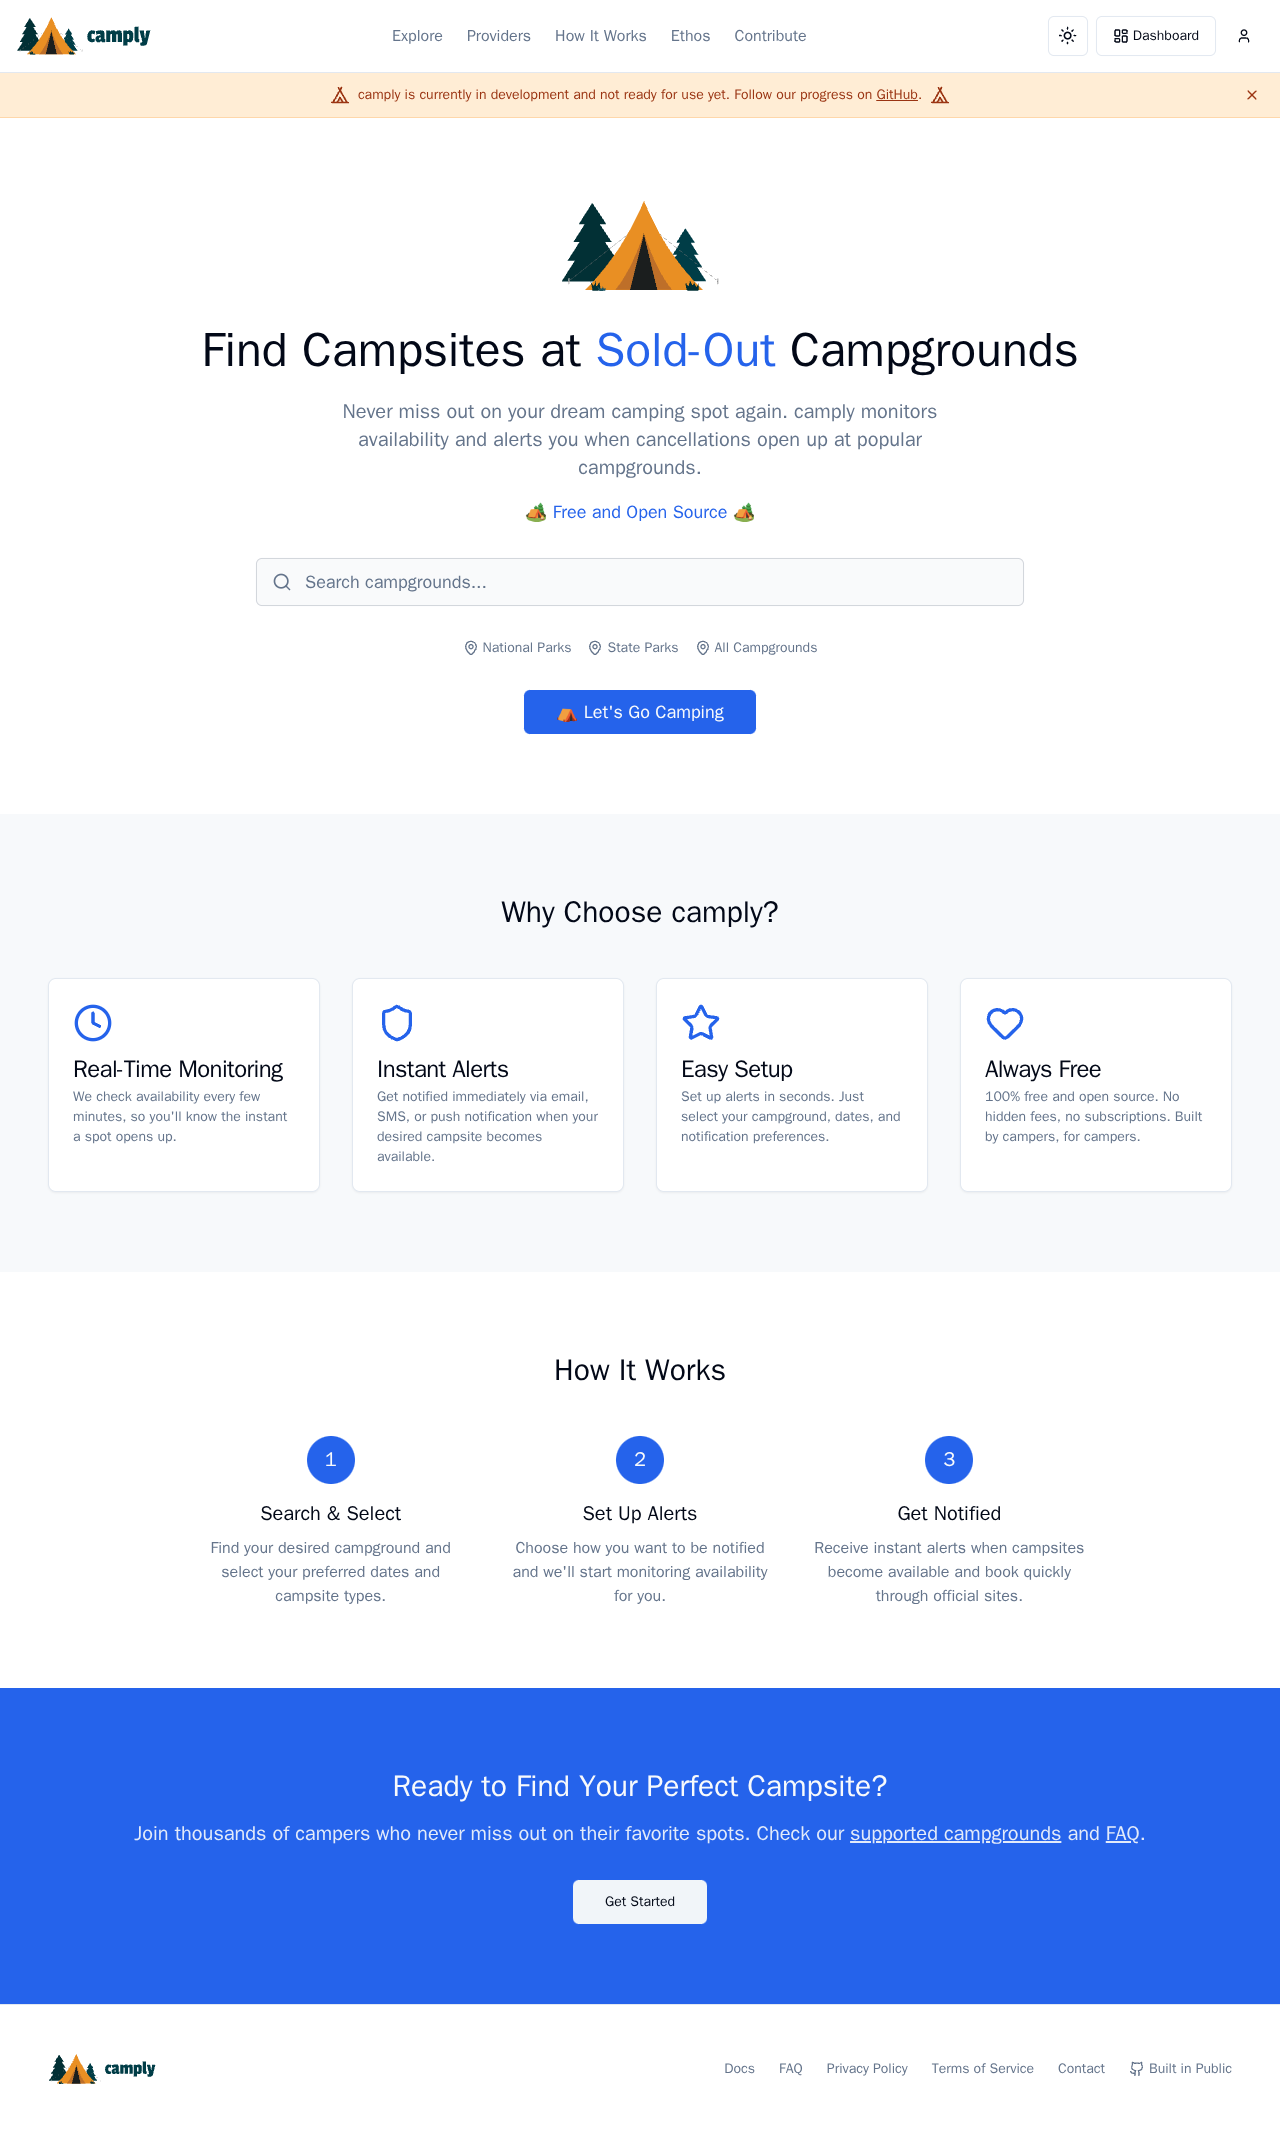 camply
Explore Providers How It Works Ethos Contribute
Dashboard
camply is currently in development and not ready for use yet. Follow our progress on GitHub.
Find Campsites at Sold-Out Campgrounds
Never miss out on your dream camping spot again. camply monitors
availability and alerts you when cancellations open up at popular
campgrounds.
🏕️ Free and Open Source 🏕️
Search campgrounds...
National Parks State Parks All Campgrounds
⛺ Let's Go Camping
Why Choose camply?
Real-Time Monitoring
We check availability every few
minutes, so you'll know the instant
a spot opens up.
Instant Alerts
Get notified immediately via email,
SMS, or push notification when your
desired campsite becomes
available.
Easy Setup
Set up alerts in seconds. Just
select your campground, dates, and
notification preferences.
Always Free
100% free and open source. No
hidden fees, no subscriptions. Built
by campers, for campers.
How It Works
1
Search & Select
Find your desired campground and
select your preferred dates and
campsite types.
2
Set Up Alerts
Choose how you want to be notified
and we'll start monitoring availability
for you.
3
Get Notified
Receive instant alerts when campsites
become available and book quickly
through official sites.
Ready to Find Your Perfect Campsite?
Join thousands of campers who never miss out on their favorite spots. Check our supported campgrounds and FAQ.
Get Started
camply
Docs FAQ Privacy Policy Terms of Service Contact Built in Public